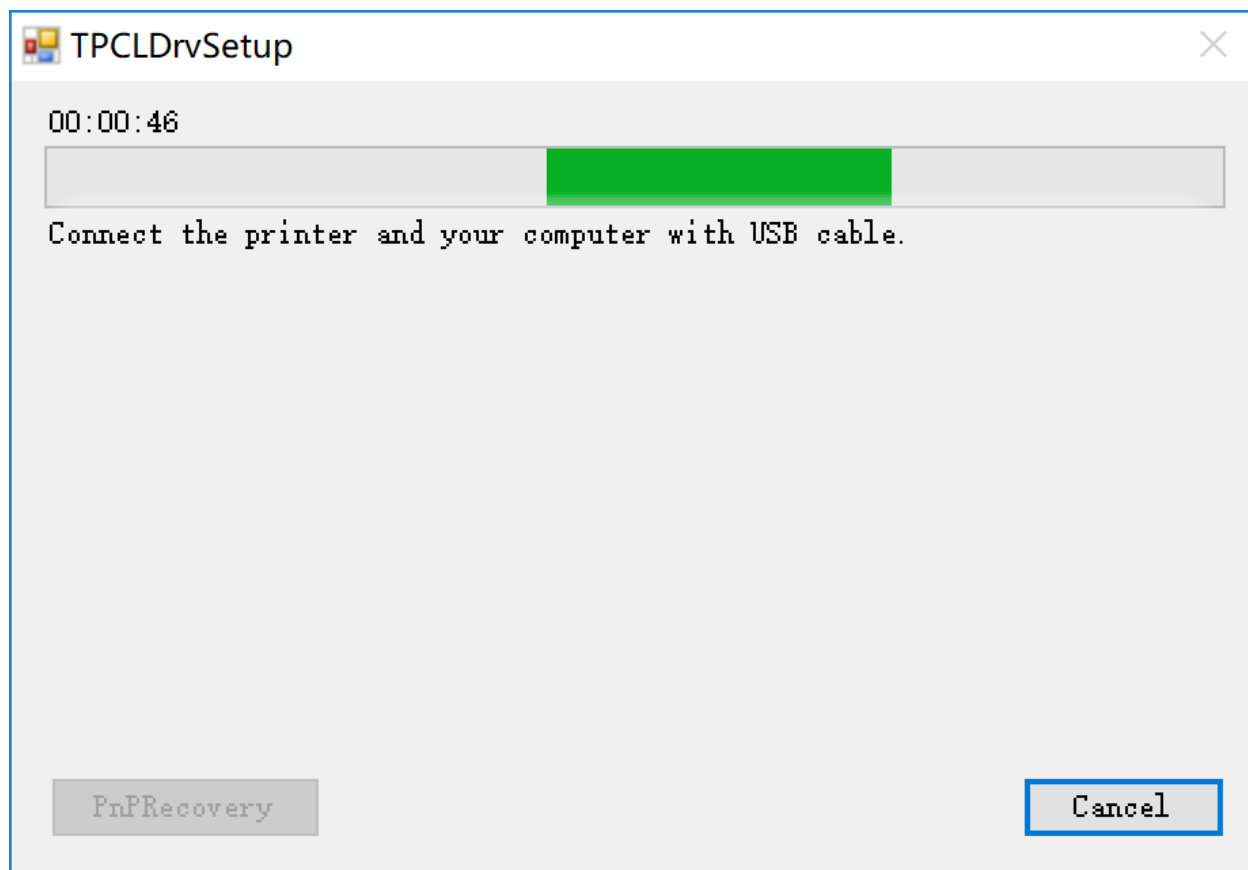 TPCLDrvSetup
00:00:46
Connect the printer and your computer with USB cable.
PnPRecovery
Cancel